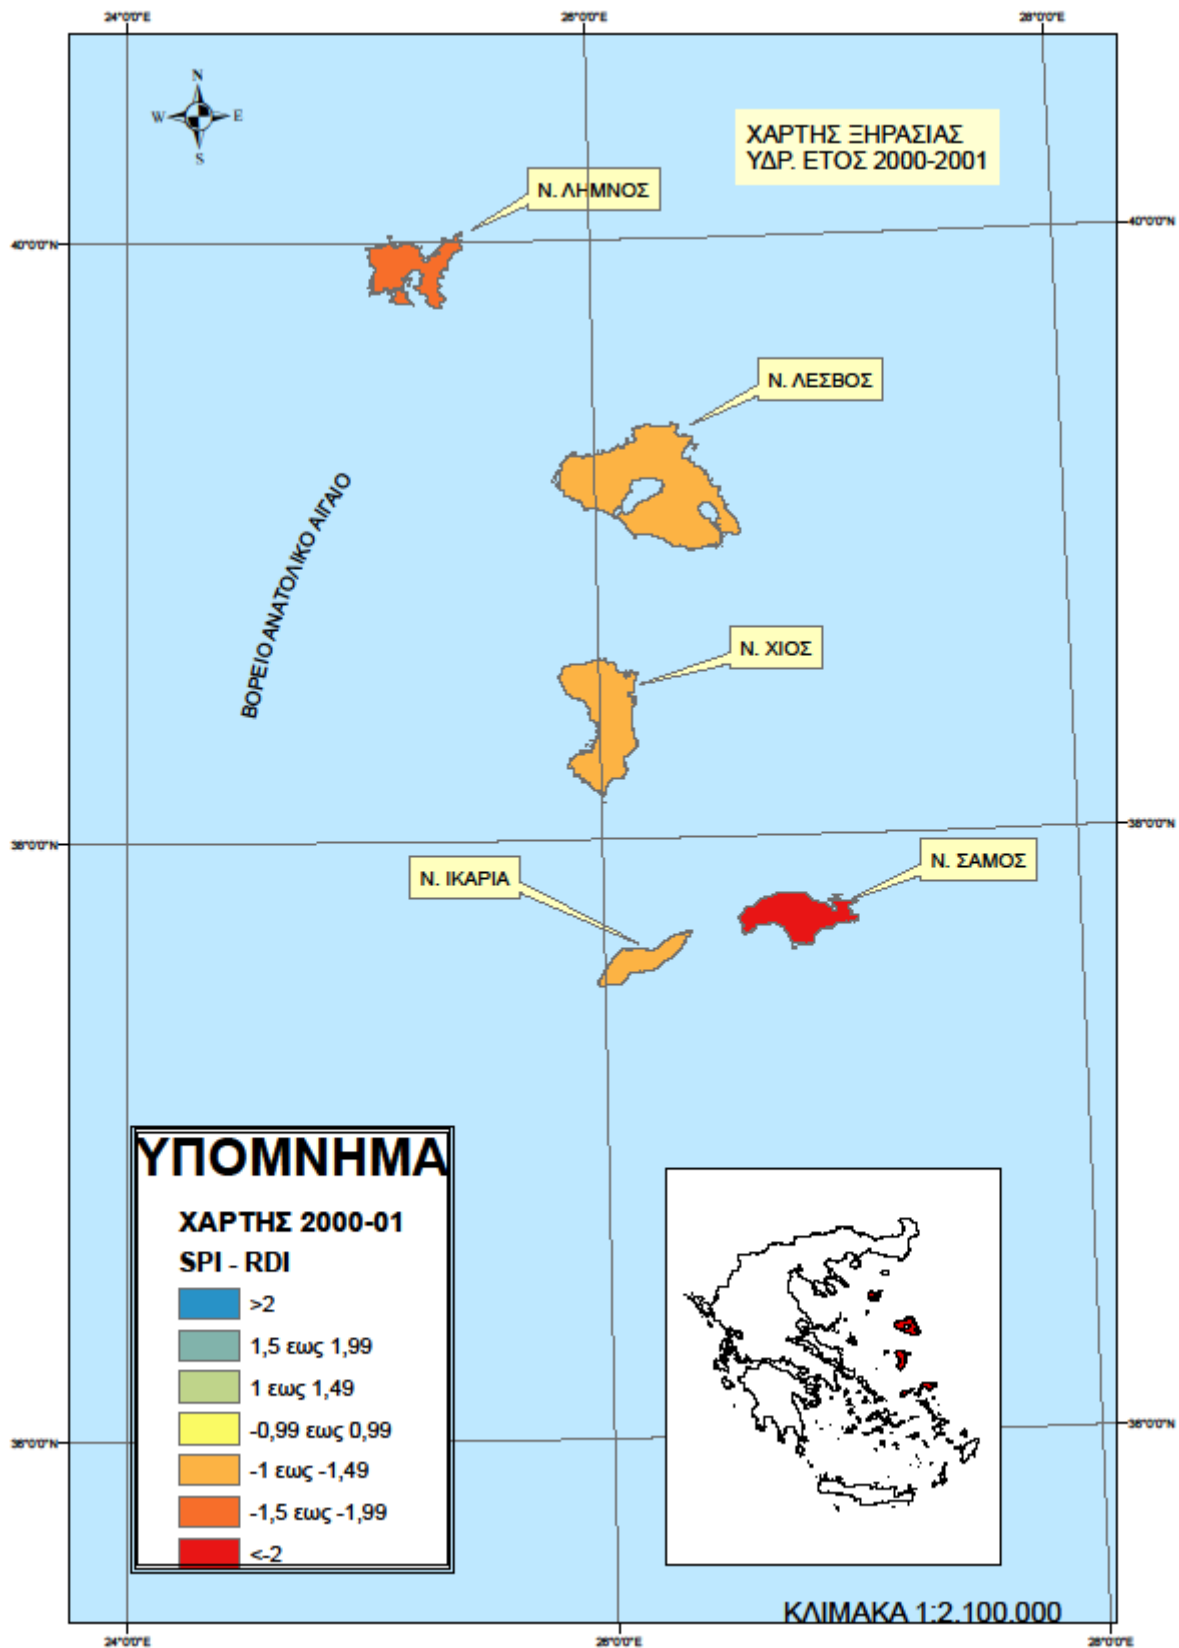 24°0'0"E
26°0'0"E
28°0'0"E
N
W
E
S
ΧΑΡΤΗΣ ΞΗΡΑΣΙΑΣ
ΥΔΡ. ΕΤΟΣ 2000-2001
Ν. ΛΗΜΝΟΣ
40°0'0"N
40°0'0"N
Ν. ΛΕΣΒΟΣ
ΒΟΡΕΙΟ ΑΝΑΤΟΛΙΚΟ ΑΙΓΑΙΟ
Ν. ΧΙΟΣ
38°0'0"N
38°0'0"N
Ν. ΣΑΜΟΣ
Ν. ΙΚΑΡΙΑ
ΥΠΟΜΝΗΜΑ
ΧΑΡΤΗΣ 2000-01
SPI - RDI
>2
1,5 εως 1,99
1 εως 1,49
-0,99 εως 0,99
-1 εως -1,49
-1,5 εως -1,99
<-2
36°0'0"N
36°0'0"N
ΚΛΙΜΑΚΑ 1:2.100.000
24°0'0"E
26°0'0"E
28°0'0"E